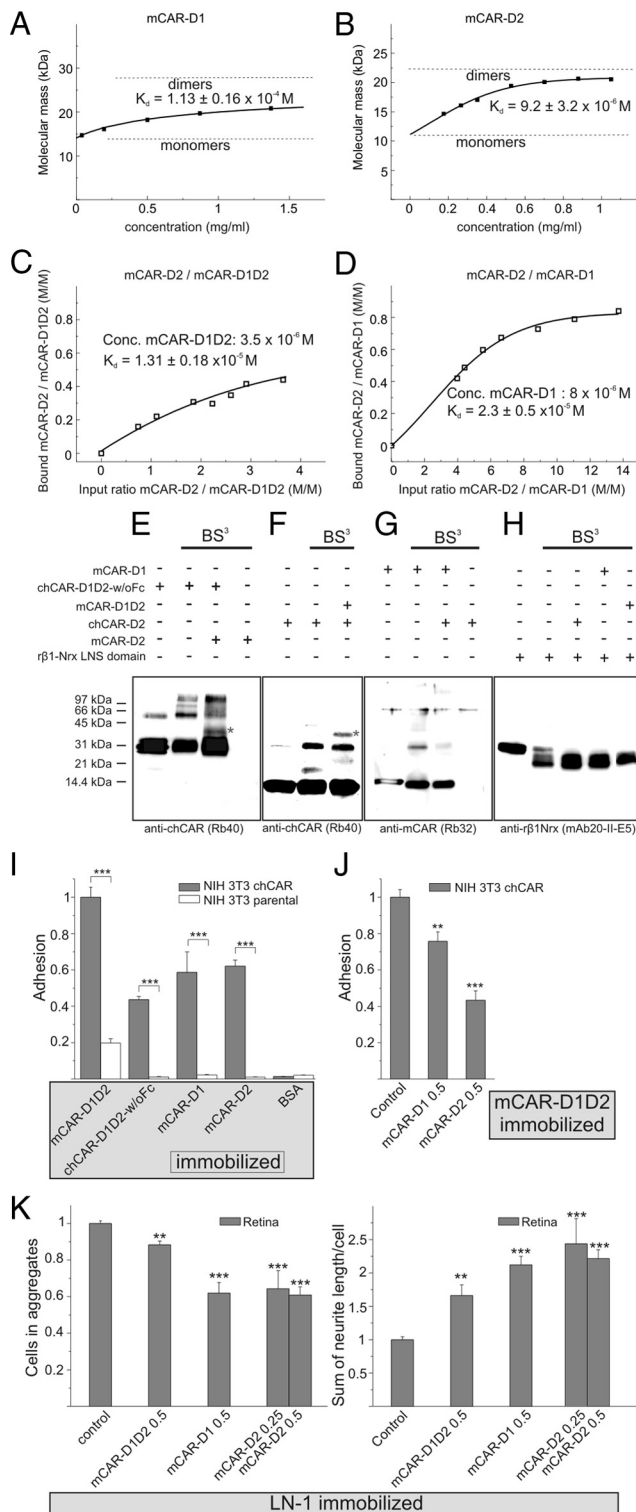 A
mCAR-D1
Molecular mass (kDa)
40
30
20
10
dimers
K_d = 1.13 ± 0.16 x 10⁻⁴ M
monomers
0 0.5 1.0 1.5
concentration (mg/ml)
B
mCAR-D2
Molecular mass (kDa)
25
20
15
10
5
dimers
K_d = 9.2 ± 3.2 x 10⁻⁶ M
monomers
0 0.2 0.4 0.6 0.8 1
concentration (mg/ml)
C
mCAR-D2 / mCAR-D1D2
Bound mCAR-D2 / mCAR-D1D2 (M/M)
0.8
0.6
0.4
0.2
0
Conc. mCAR-D1D2: 3.5 x 10⁻⁶ M
K_d = 1.31 ± 0.18 x10⁻⁵ M
0 1 2 3 4
Input ratio mCAR-D2 / mCAR-D1D2 (M/M)
D
mCAR-D2 / mCAR-D1
Bound mCAR-D2 / mCAR-D1 (M/M)
0.8
0.6
0.4
0.2
0
Conc. mCAR-D1 : 8 x 10⁻⁶ M
K_d = 2.3 ± 0.5 x10⁻⁵ M
0 2 4 6 8 10 12 14
Input ratio mCAR-D2 / mCAR-D1 (M/M)
E F G H
BS³ BS³ BS³ BS³
mCAR-D1 - - - - - - - + + + - - - - + -
chCAR-D1D2-w/oFc + + + - - - - - - - - - - - - -
mCAR-D1D2 - - - - - - + - - - - - - - - +
chCAR-D2 - - - - + + + - - + + - - + - -
mCAR-D2 - - + + - - - - - - - - - - - -
rβ1-Nrx LNS domain - - - - - - - - - - - + + + + +
97 kDa
66 kDa
45 kDa
31 kDa
21 kDa
14.4 kDa
*
*
anti-chCAR (Rb40)
anti-chCAR (Rb40)
anti-mCAR (Rb32)
anti-rβ1Nrx (mAb20-II-E5)
I
Adhesion
1
0.8
0.6
0.4
0.2
NIH 3T3 chCAR
NIH 3T3 parental
*** *** *** ***
mCAR-D1D2
chCAR-D1D2-w/oFc
mCAR-D1
mCAR-D2
BSA
immobilized
J
Adhesion
1
0.8
0.6
0.4
0.2
NIH 3T3 chCAR
** ***
Control
mCAR-D1 0.5
mCAR-D2 0.5
mCAR-D1D2
immobilized
K
Cells in aggregates
1
0.8
0.6
0.4
0.2
Retina
** *** *** ***
control
mCAR-D1D2 0.5
mCAR-D1 0.5
mCAR-D2 0.25
mCAR-D2 0.5
Sum of neurite length/cell
2.5
2
1.5
1
0.5
Retina
** *** *** ***
Control
mCAR-D1D2 0.5
mCAR-D1 0.5
mCAR-D2 0.25
mCAR-D2 0.5
LN-1 immobilized